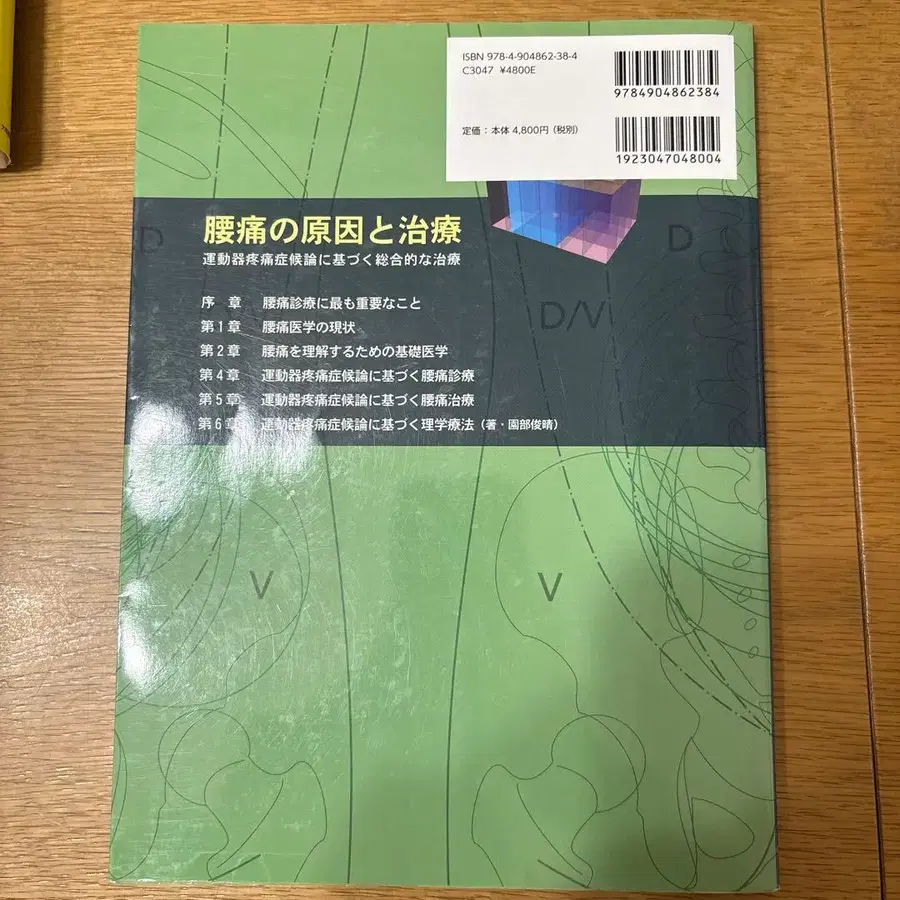 ISBN 978-4-904862-38-4
C3047 ¥4800E
9784904862384
定価：本体 4,800円（税別）
1923047048004
腰痛の原因と治療
運動器疼痛症候論に基づく総合的な治療
D
D
序　章　腰痛診療に最も重要なこと
D/V
第1章　腰痛医学の現状
第2章　腰痛を理解するための基礎医学
第4章　運動器疼痛症候論に基づく腰痛診療
第5章　運動器疼痛症候論に基づく腰痛治療
第6章　運動器疼痛症候論に基づく理学療法（著・園部俊晴）
V
V